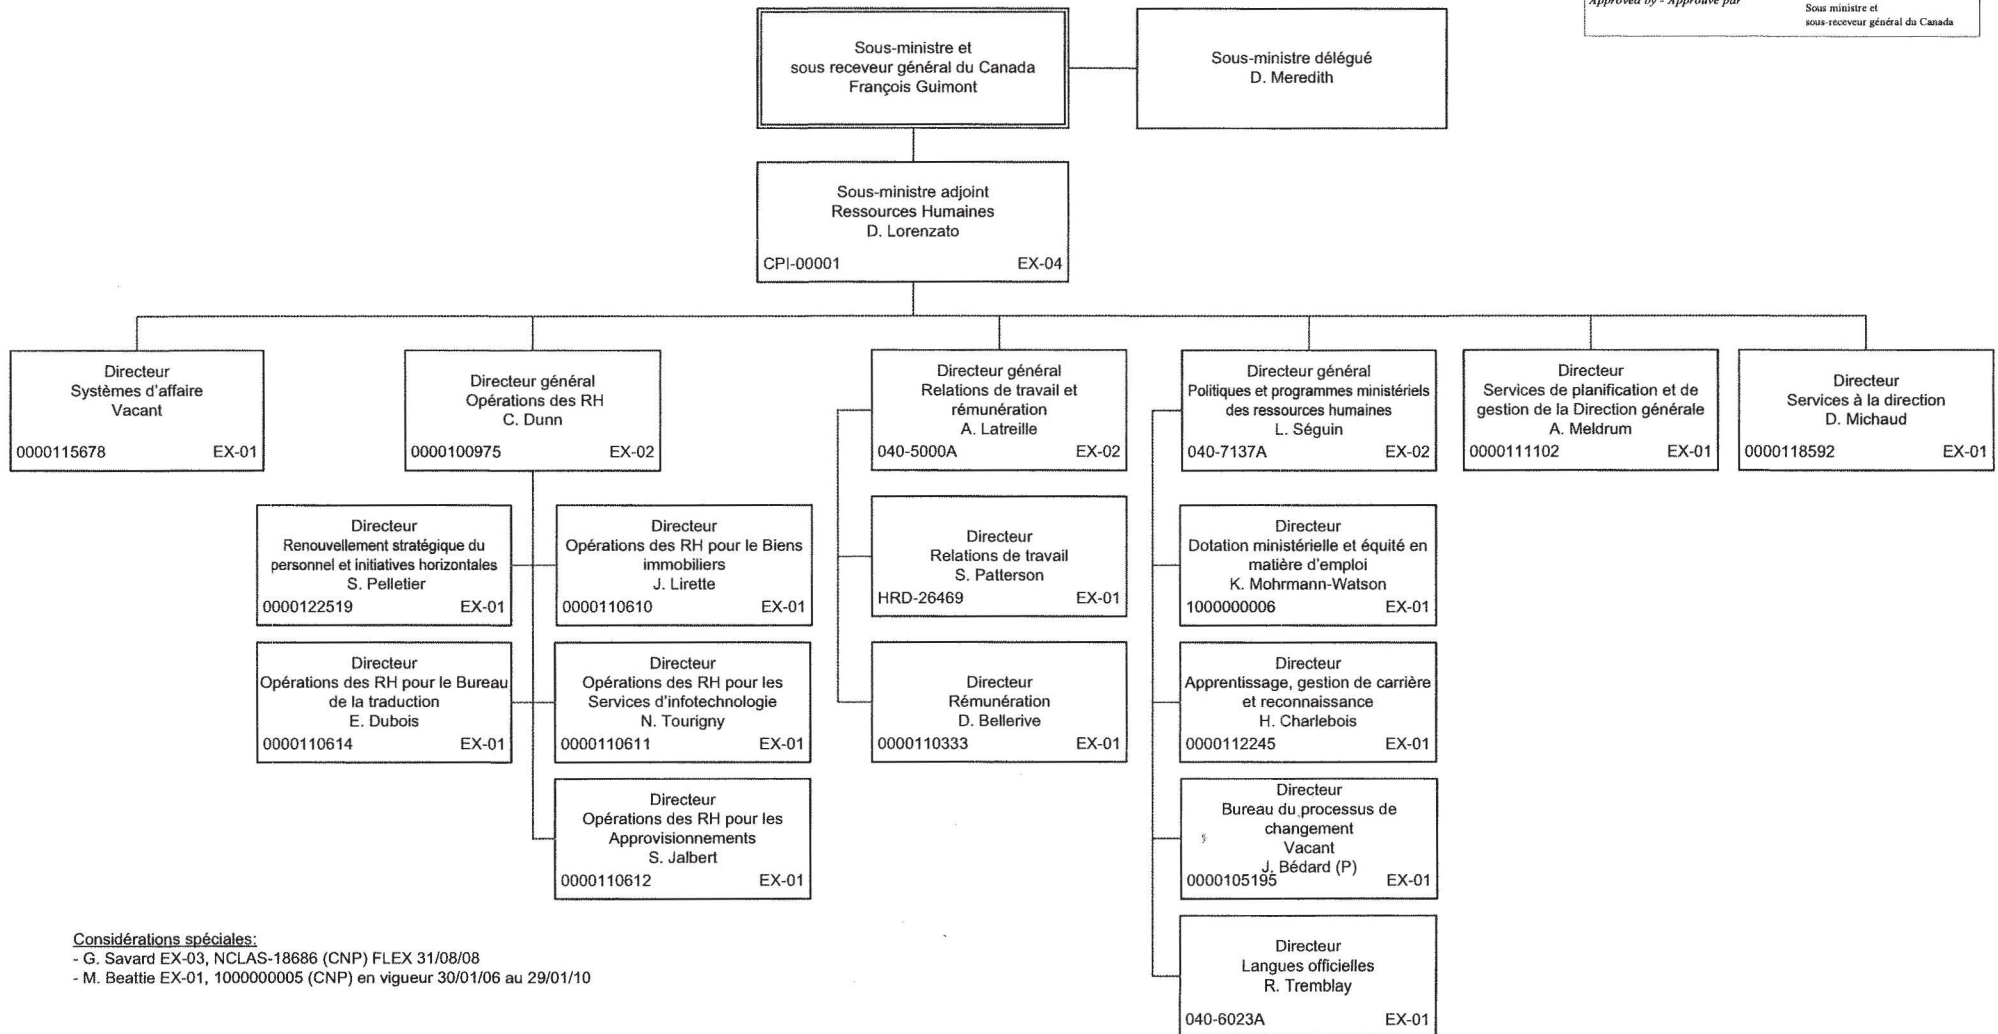 Approved by - Approuvé par
Sous ministre et
sous-receveur général du Canada
Sous-ministre et
sous receveur général du Canada
François Guimont
Sous-ministre délégué
D. Meredith
Sous-ministre adjoint
Ressources Humaines
D. Lorenzato
CPI-00001 EX-04
Directeur
Systèmes d'affaire
Vacant
0000115678 EX-01
Directeur général
Opérations des RH
C. Dunn
0000100975 EX-02
Directeur général
Relations de travail et
rémunération
A. Latreille
040-5000A EX-02
Directeur général
Politiques et programmes ministériels
des ressources humaines
L. Séguin
040-7137A EX-02
Directeur
Services de planification et de
gestion de la Direction générale
A. Meldrum
0000111102 EX-01
Directeur
Services à la direction
D. Michaud
0000118592 EX-01
Directeur
Renouvellement stratégique du
personnel et initiatives horizontales
S. Pelletier
0000122519 EX-01
Directeur
Opérations des RH pour le Biens
immobiliers
J. Lirette
0000110610 EX-01
Directeur
Opérations des RH pour le Bureau
de la traduction
E. Dubois
0000110614 EX-01
Directeur
Opérations des RH pour les
Services d'infotechnologie
N. Tourigny
0000110611 EX-01
Directeur
Opérations des RH pour les
Approvisionnements
S. Jalbert
0000110612 EX-01
Directeur
Relations de travail
S. Patterson
HRD-26469 EX-01
Directeur
Rémunération
D. Bellerive
0000110333 EX-01
Directeur
Dotation ministérielle et équité en
matière d'emploi
K. Mohrmann-Watson
1000000006 EX-01
Directeur
Apprentissage, gestion de carrière
et reconnaissance
H. Charlebois
0000112245 EX-01
Directeur
Bureau du processus de
changement
Vacant
J. Bédard (P)
0000105195 EX-01
Directeur
Langues officielles
R. Tremblay
040-6023A EX-01
Considérations spéciales:
- G. Savard EX-03, NCLAS-18686 (CNP) FLEX 31/08/08
- M. Beattie EX-01, 1000000005 (CNP) en vigueur 30/01/06 au 29/01/10